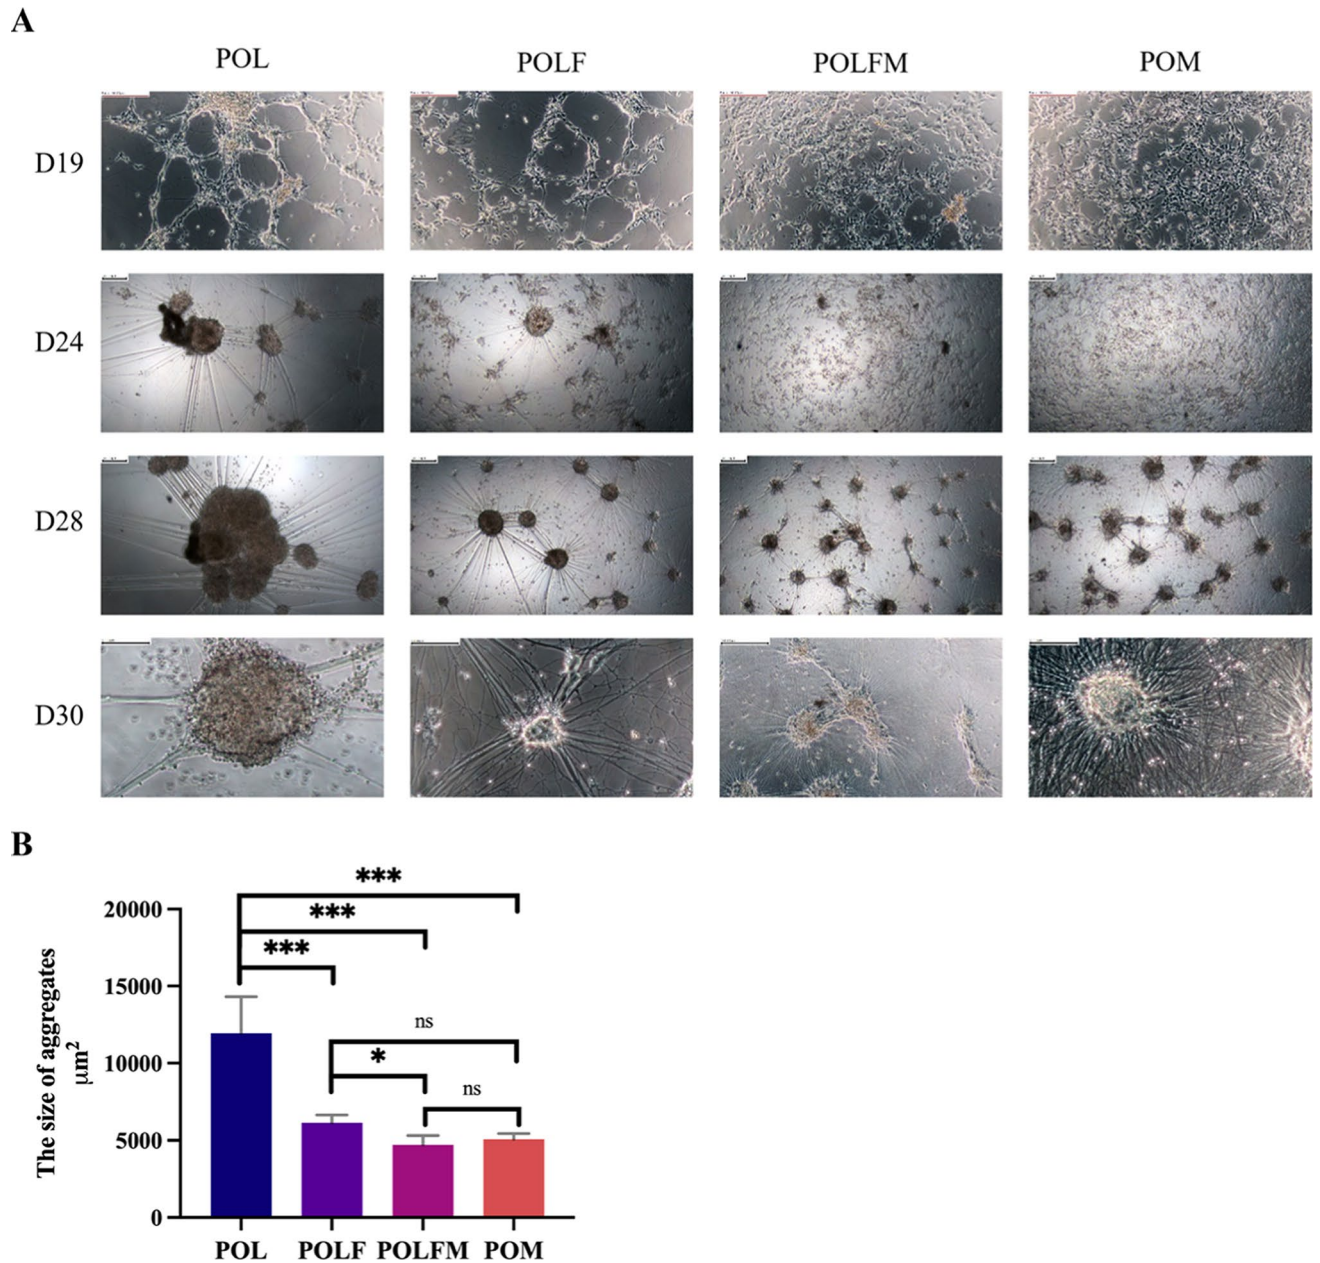 A
POL POLF POLFM POM
D19
D24
D28
D30
B
***
***
***
ns
*
ns
The size of aggregates
μm2
20000
15000
10000
5000
0
POL POLF POLFM POM